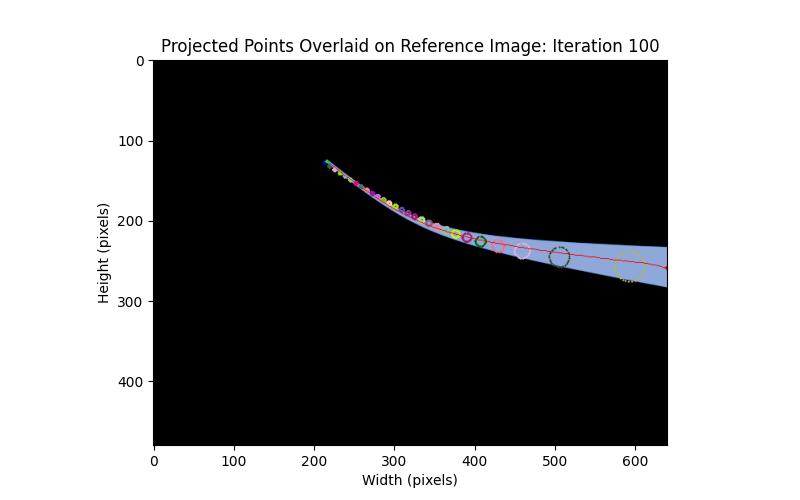 Projected Points Overlaid on Reference Image: Iteration 100
0
100
200
300
400
Height (pixels)
0 100 200 300 400 500 600
Width (pixels)